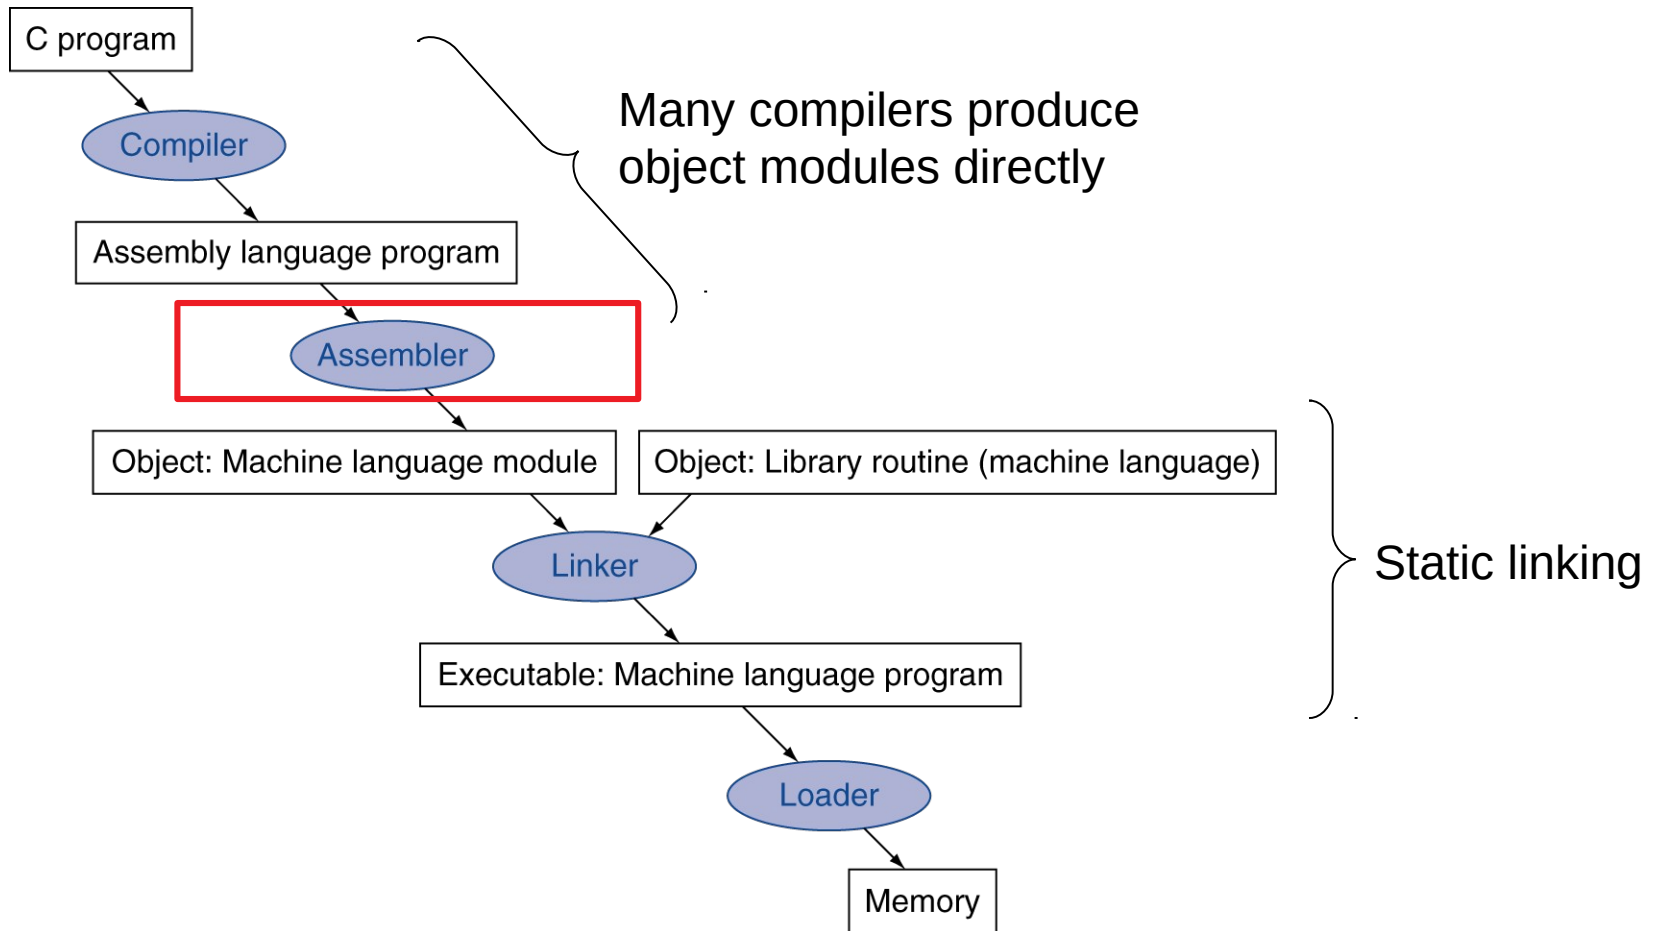 C program
Many compilers produce
object modules directly
Compiler
Assembly language program
Assembler
Object: Machine language module
Object: Library routine (machine language)
Linker
Static linking
Executable: Machine language program
Loader
Memory